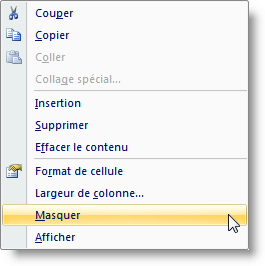 Couper
Copier
Coller
Collage spécial...
Insertion
Supprimer
Effacer le contenu
Format de cellule
Largeur de colonne...
Masquer
Afficher